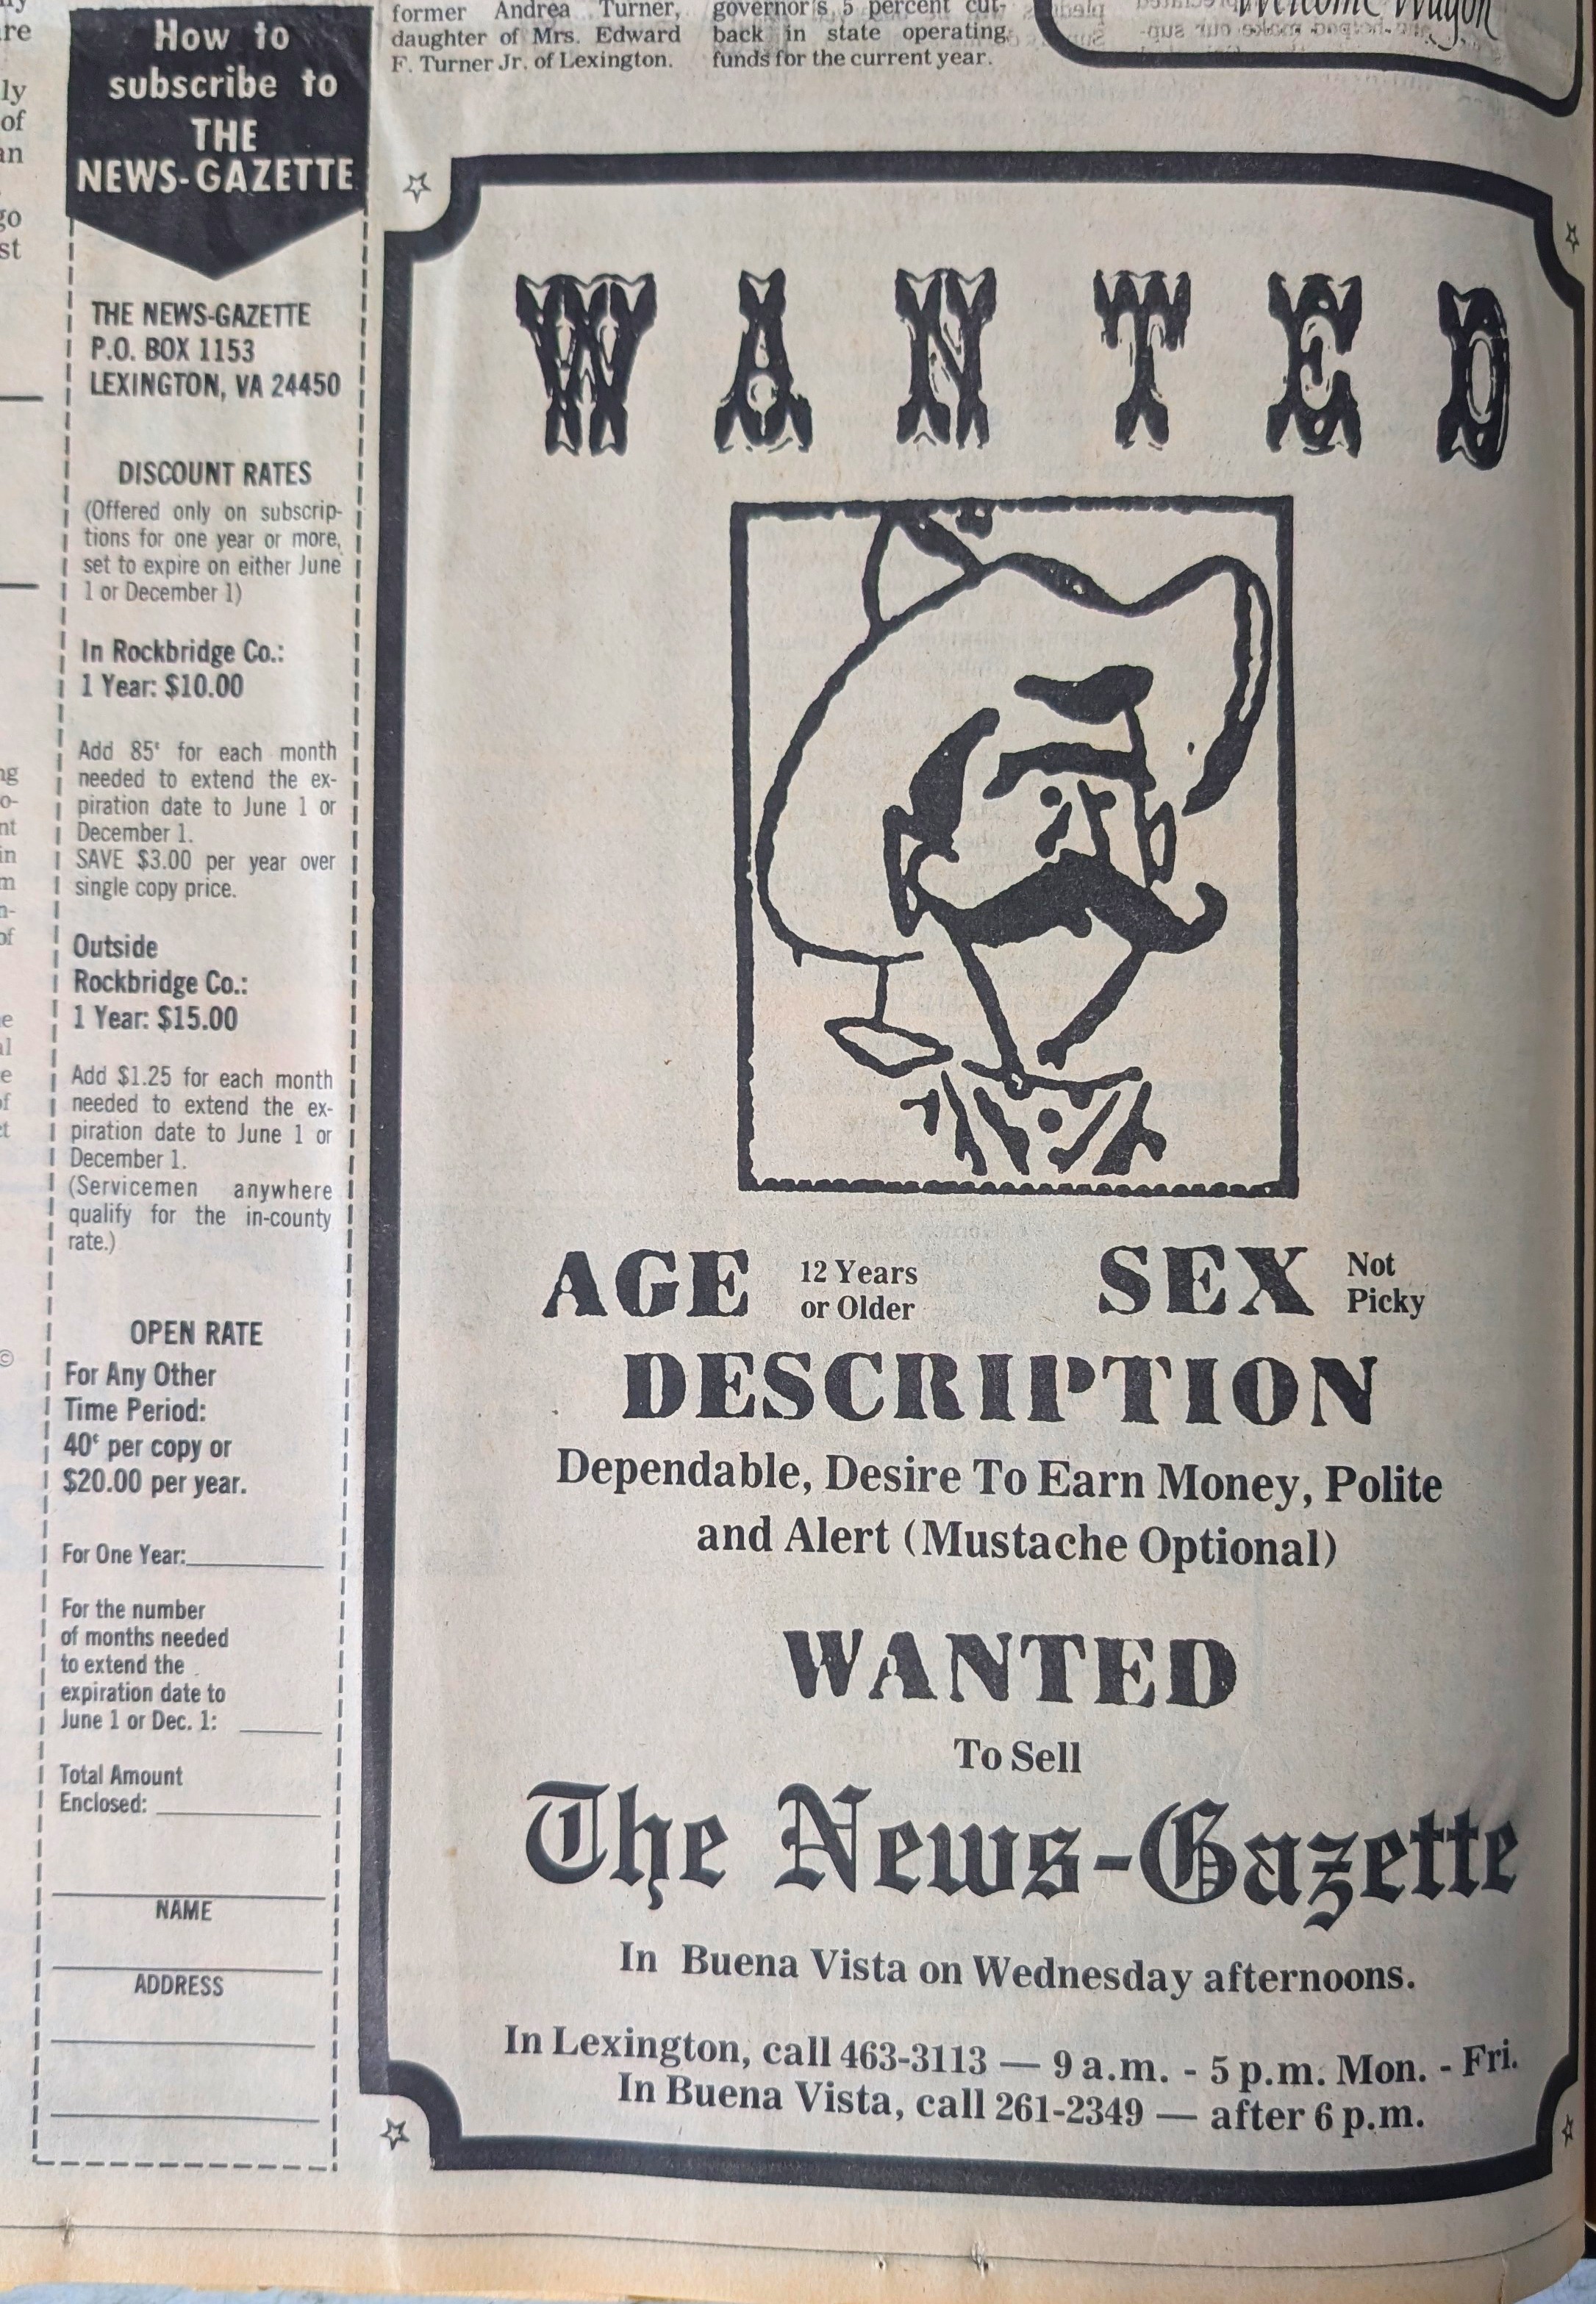 former Andrea Turner,
daughter of Mrs. Edward
F. Turner Jr. of Lexington.
governor's 5 percent cut-
back in state operating
funds for the current year.
Welcome Wagon
How to
subscribe to
THE
NEWS-GAZETTE
THE NEWS-GAZETTE
P.O. BOX 1153
LEXINGTON, VA 24450
DISCOUNT RATES
(Offered only on subscrip-
tions for one year or more,
set to expire on either June
1 or December 1)
In Rockbridge Co.:
1 Year: $10.00
Add 85¢ for each month
needed to extend the ex-
piration date to June 1 or
December 1.
SAVE $3.00 per year over
single copy price.
Outside
Rockbridge Co.:
1 Year: $15.00
Add $1.25 for each month
needed to extend the ex-
piration date to June 1 or
December 1.
(Servicemen anywhere
qualify for the in-county
rate.)
OPEN RATE
For Any Other
Time Period:
40¢ per copy or
$20.00 per year.
For One Year:
For the number
of months needed
to extend the
expiration date to
June 1 or Dec. 1:
Total Amount
Enclosed:
NAME
ADDRESS
WANTED
AGE 12 Years or Older SEX Not Picky
DESCRIPTION
Dependable, Desire To Earn Money, Polite
and Alert (Mustache Optional)
WANTED
To Sell
The News-Gazette
In Buena Vista on Wednesday afternoons.
In Lexington, call 463-3113 — 9 a.m. - 5 p.m. Mon. - Fri.
In Buena Vista, call 261-2349 — after 6 p.m.